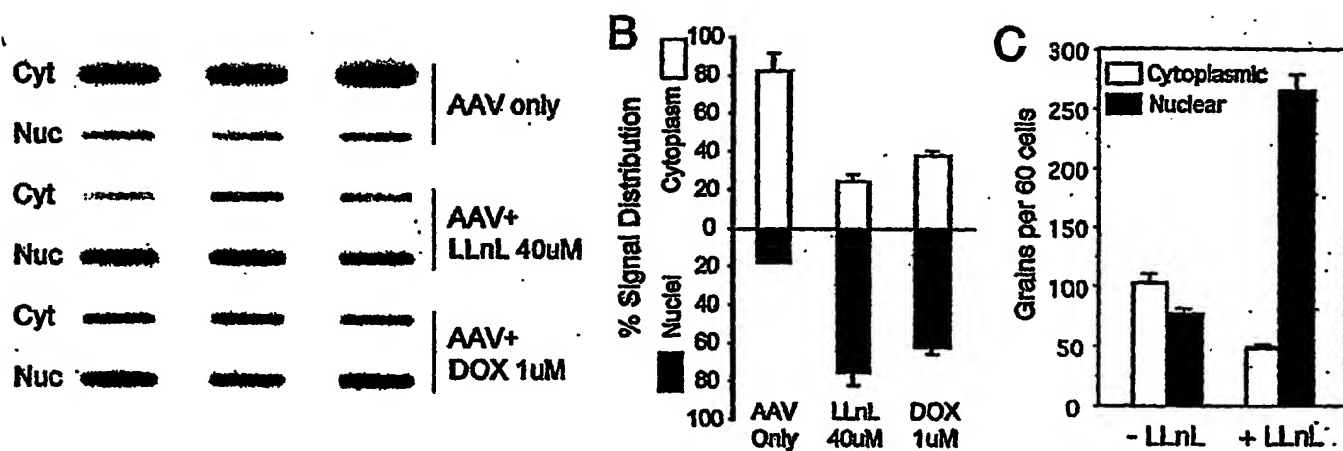 Cyt
Nuc
AAV only
Cyt
Nuc
AAV+
LLnL 40uM
Cyt
Nuc
AAV+
DOX 1uM
B
% Signal Distribution
Nuclei
Cytoplasm
100
80
60
40
20
0
20
40
60
80
100
AAV
Only
LLnL
40uM
DOX
1uM
C
Grains per 60 cells
300
250
200
150
100
50
0
Cytoplasmic
Nuclear
- LLnL
+ LLnL